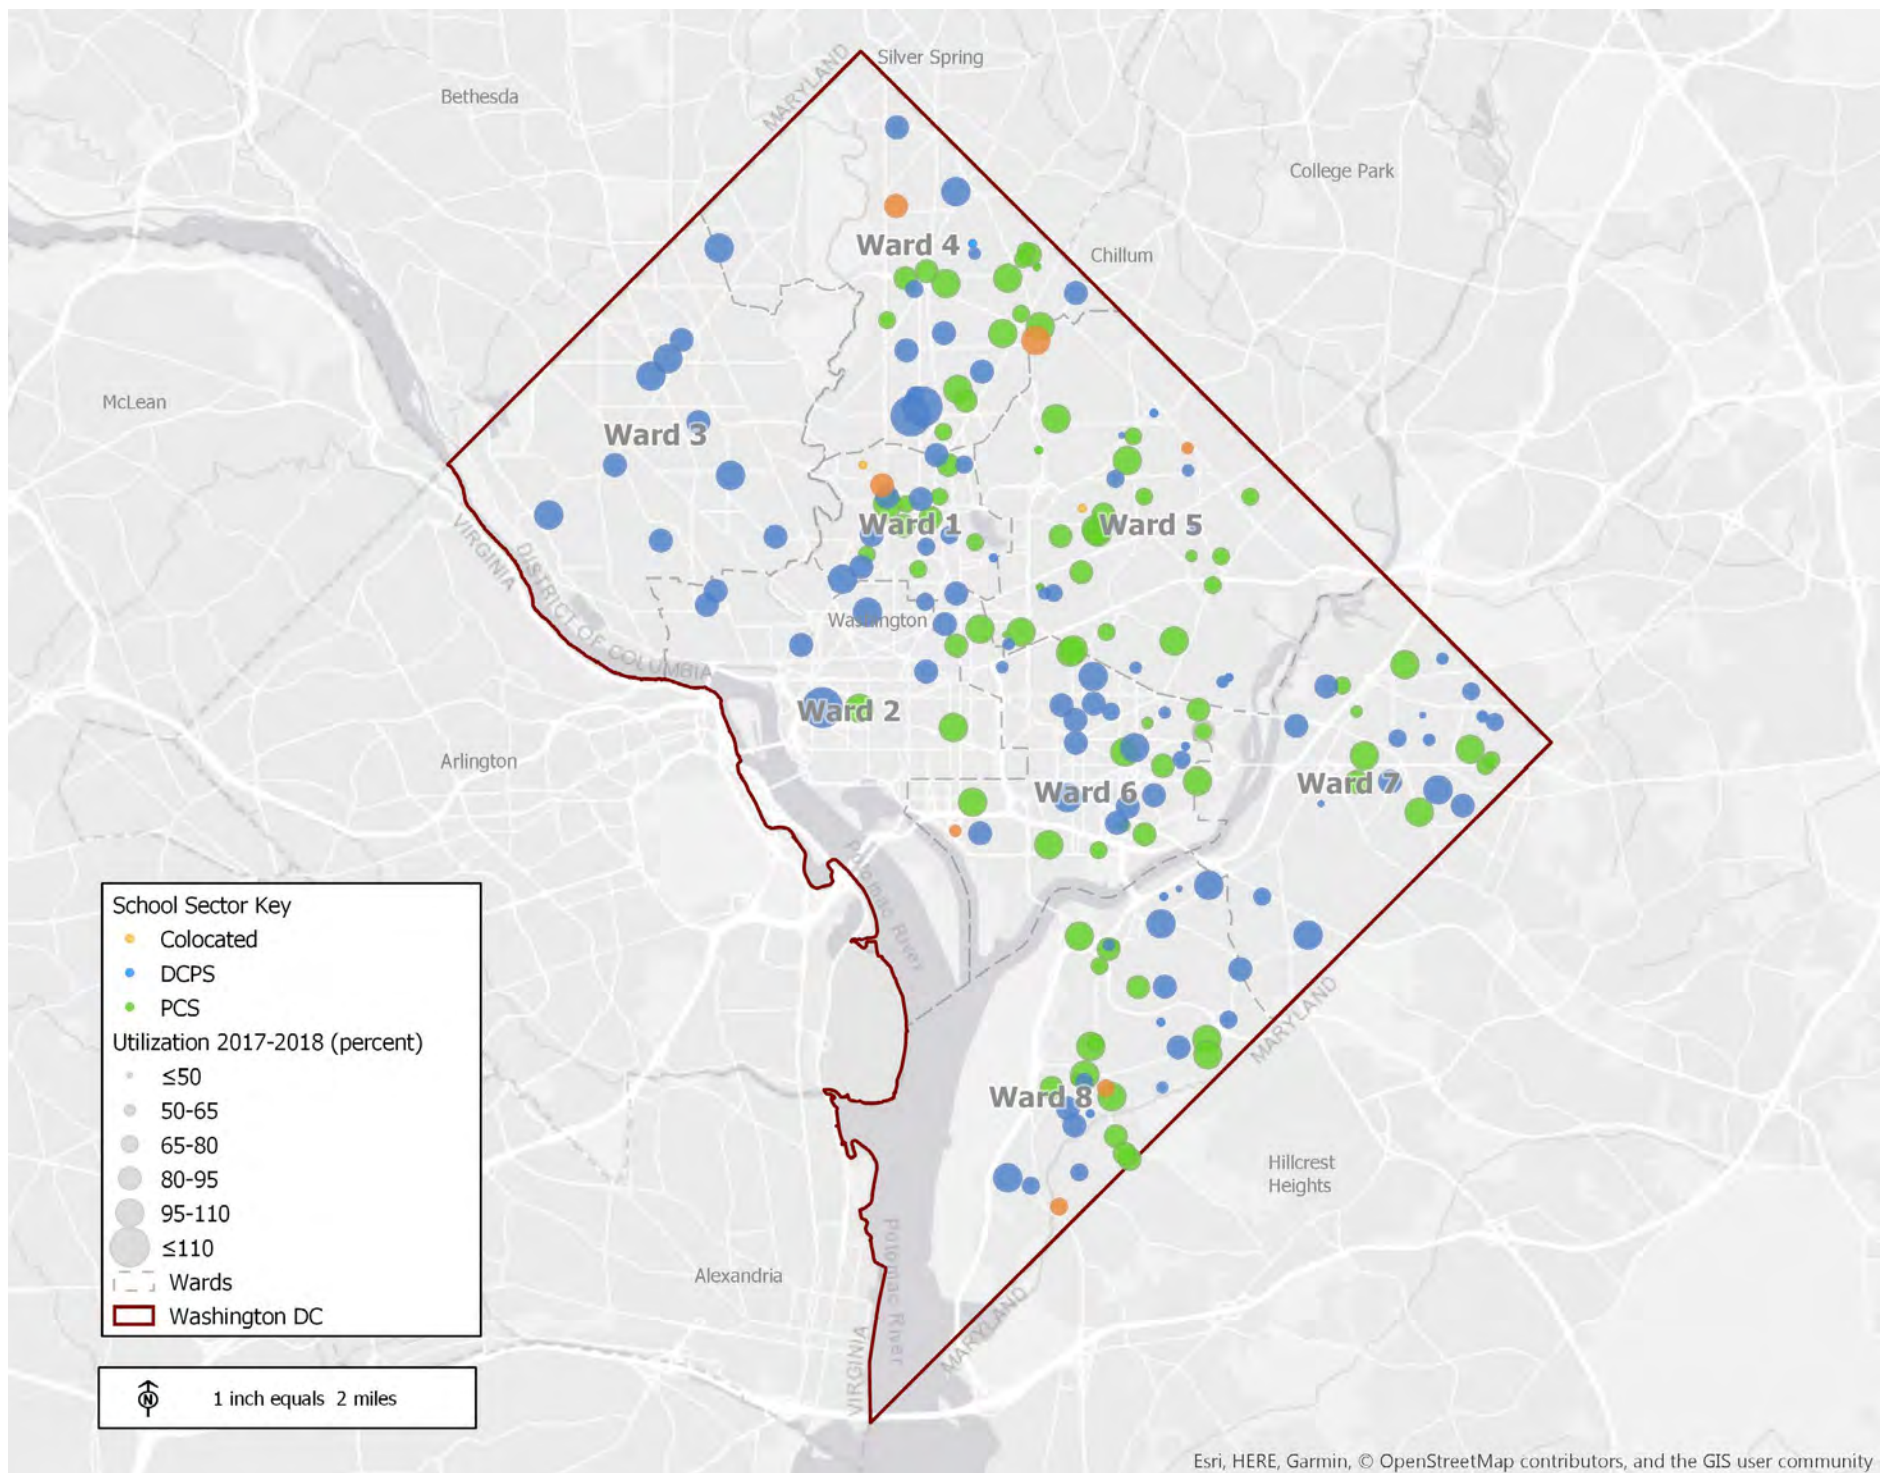 Silver Spring
MARYLAND
Bethesda
College Park
Ward 4
Chillum
McLean
Ward 3
Ward 1
Ward 5
VIRGINIA
DISTRICT OF COLUMBIA
Washington
Ward 2
Arlington
Ward 7
Ward 6
Potomac River
School Sector Key
Colocated
DCPS
PCS
Utilization 2017-2018 (percent)
≤50
50-65
65-80
80-95
95-110
≤110
Wards
Washington DC
MARYLAND
Ward 8
Hillcrest
Heights
Alexandria
Potomac River
MARYLAND
VIRGINIA
N
1 inch equals 2 miles
Esri, HERE, Garmin, © OpenStreetMap contributors, and the GIS user community